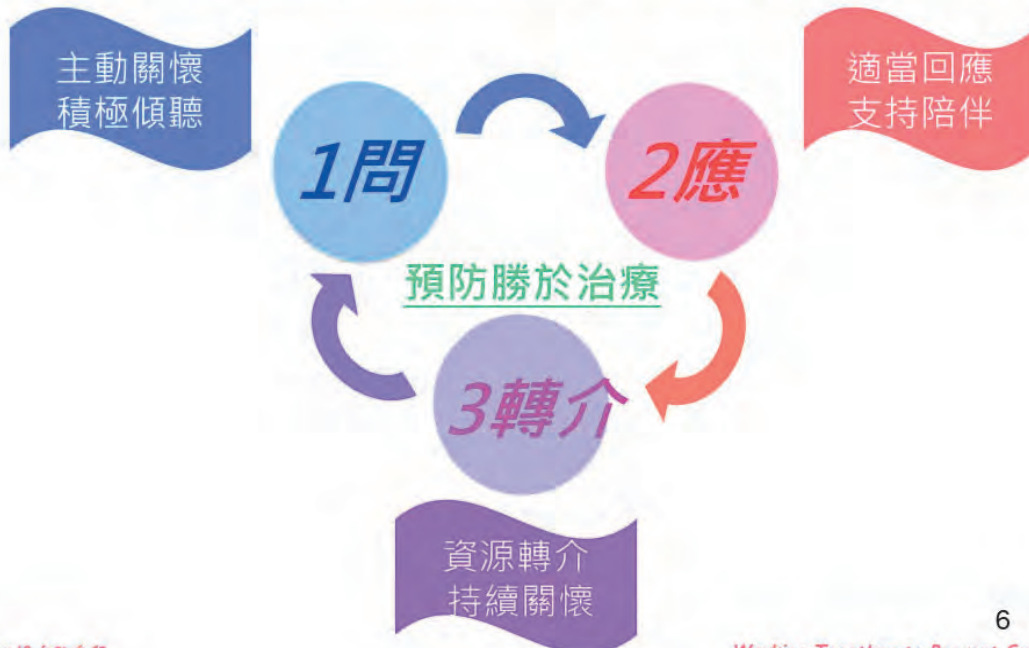 主動關懷
積極傾聽
適當回應
支持陪伴
1問
2應
預防勝於治療
3轉介
資源轉介
持續關懷
6